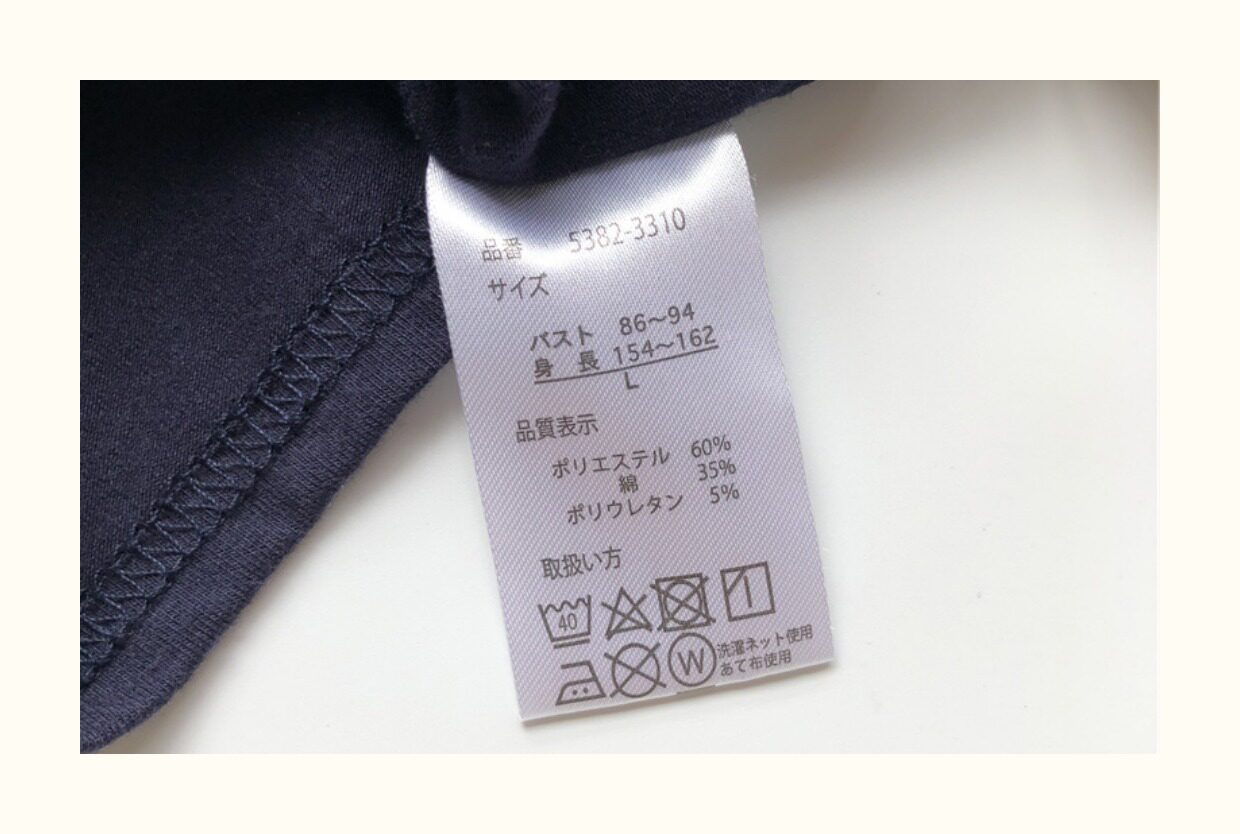 品番 5382-3310
サイズ
バスト 86～94
身 長 154～162
L
品質表示
ポリエステル 60%
綿 35%
ポリウレタン 5%
取扱い方
40
W
洗濯ネット使用
あて布使用